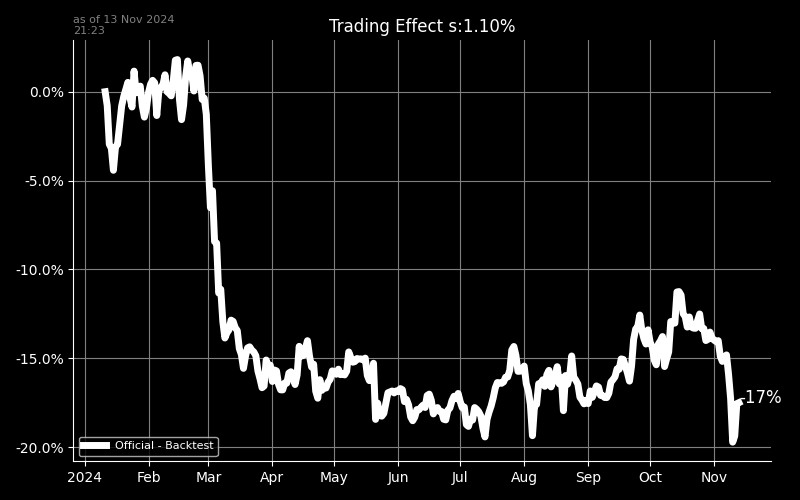 as of 13 Nov 2024
21:23
Trading Effect s:1.10%
0.0%
-5.0%
-10.0%
-15.0%
-20.0%
-17%
Official - Backtest
2024 Feb Mar Apr May Jun Jul Aug Sep Oct Nov